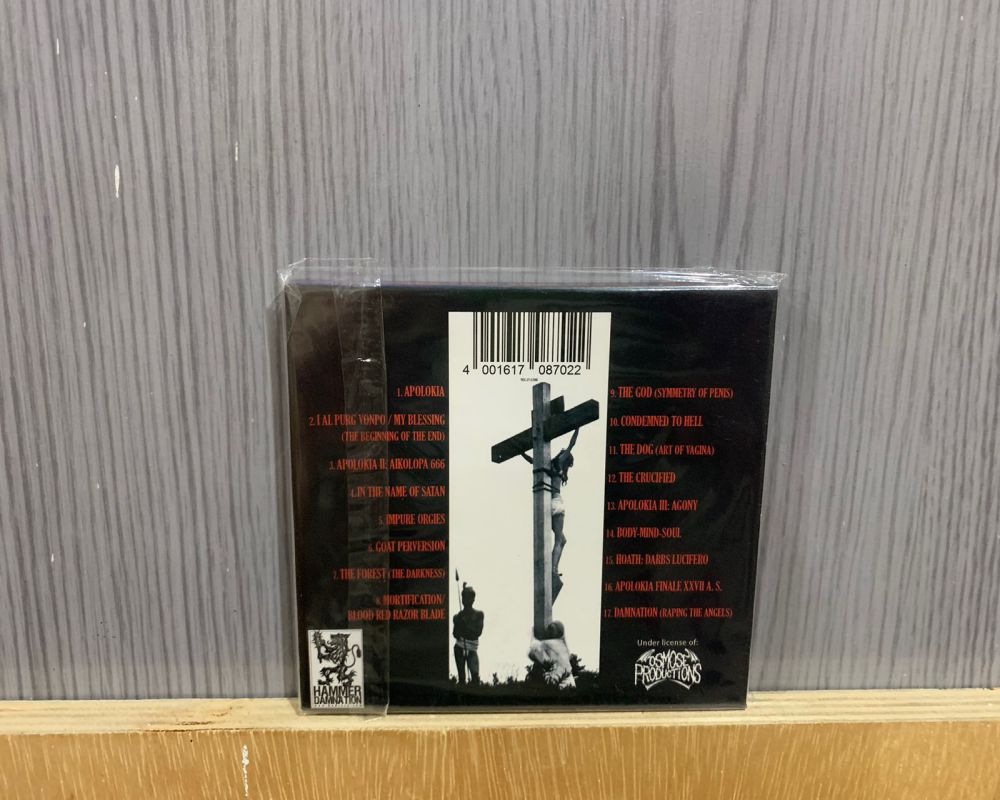 4 001617 087022
1. APOLOKIA
2. I AL PURG VONPO / MY BLESSING
(THE BEGINNING OF THE END)
3. APOLOKIA II: AIKOLOPA 666
4. IN THE NAME OF SATAN
5. IMPURE ORGIES
6. GOAT PERVERSION
7. THE FOREST (THE DARKNESS)
8. MORTIFICATION/
BLOOD RED RAZOR BLADE
9. THE GOD (SYMMETRY OF PENIS)
10. CONDEMNED TO HELL
11. THE DOG (ART OF VAGINA)
12. THE CRUCIFIED
13. APOLOKIA III: AGONY
14. BODY-MIND-SOUL
15. HOATH: DARBS LUCIFERO
16. APOLOKIA FINALE XXVII A. S.
17. DAMNATION (RAPING THE ANGELS)
Under license of:
OSMOSE
PRODUCTIONS
HAMMER
DAMNATION